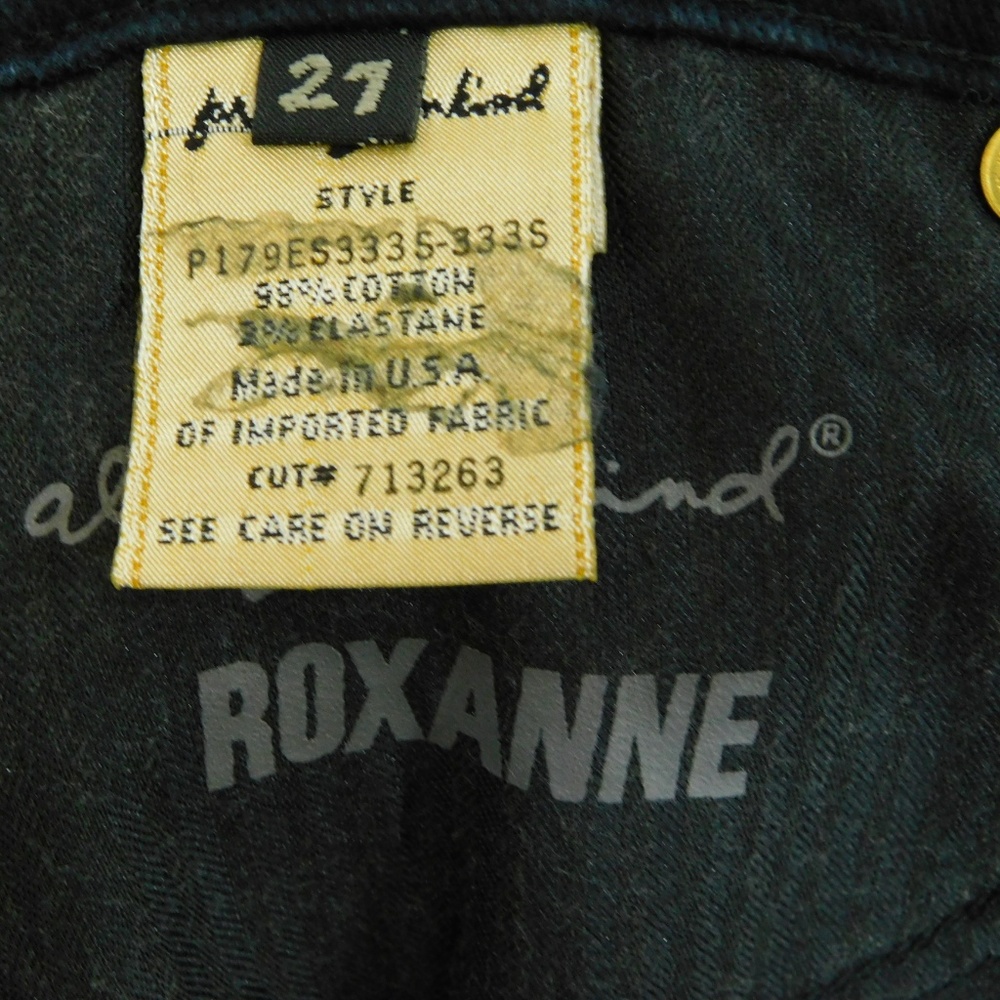 27
STYLE
P179ES333S-333S
98% COTTON
2% ELASTANE
Made in U.S.A.
OF IMPORTED FABRIC
CUT# 713263
SEE CARE ON REVERSE
®
ROXANNE